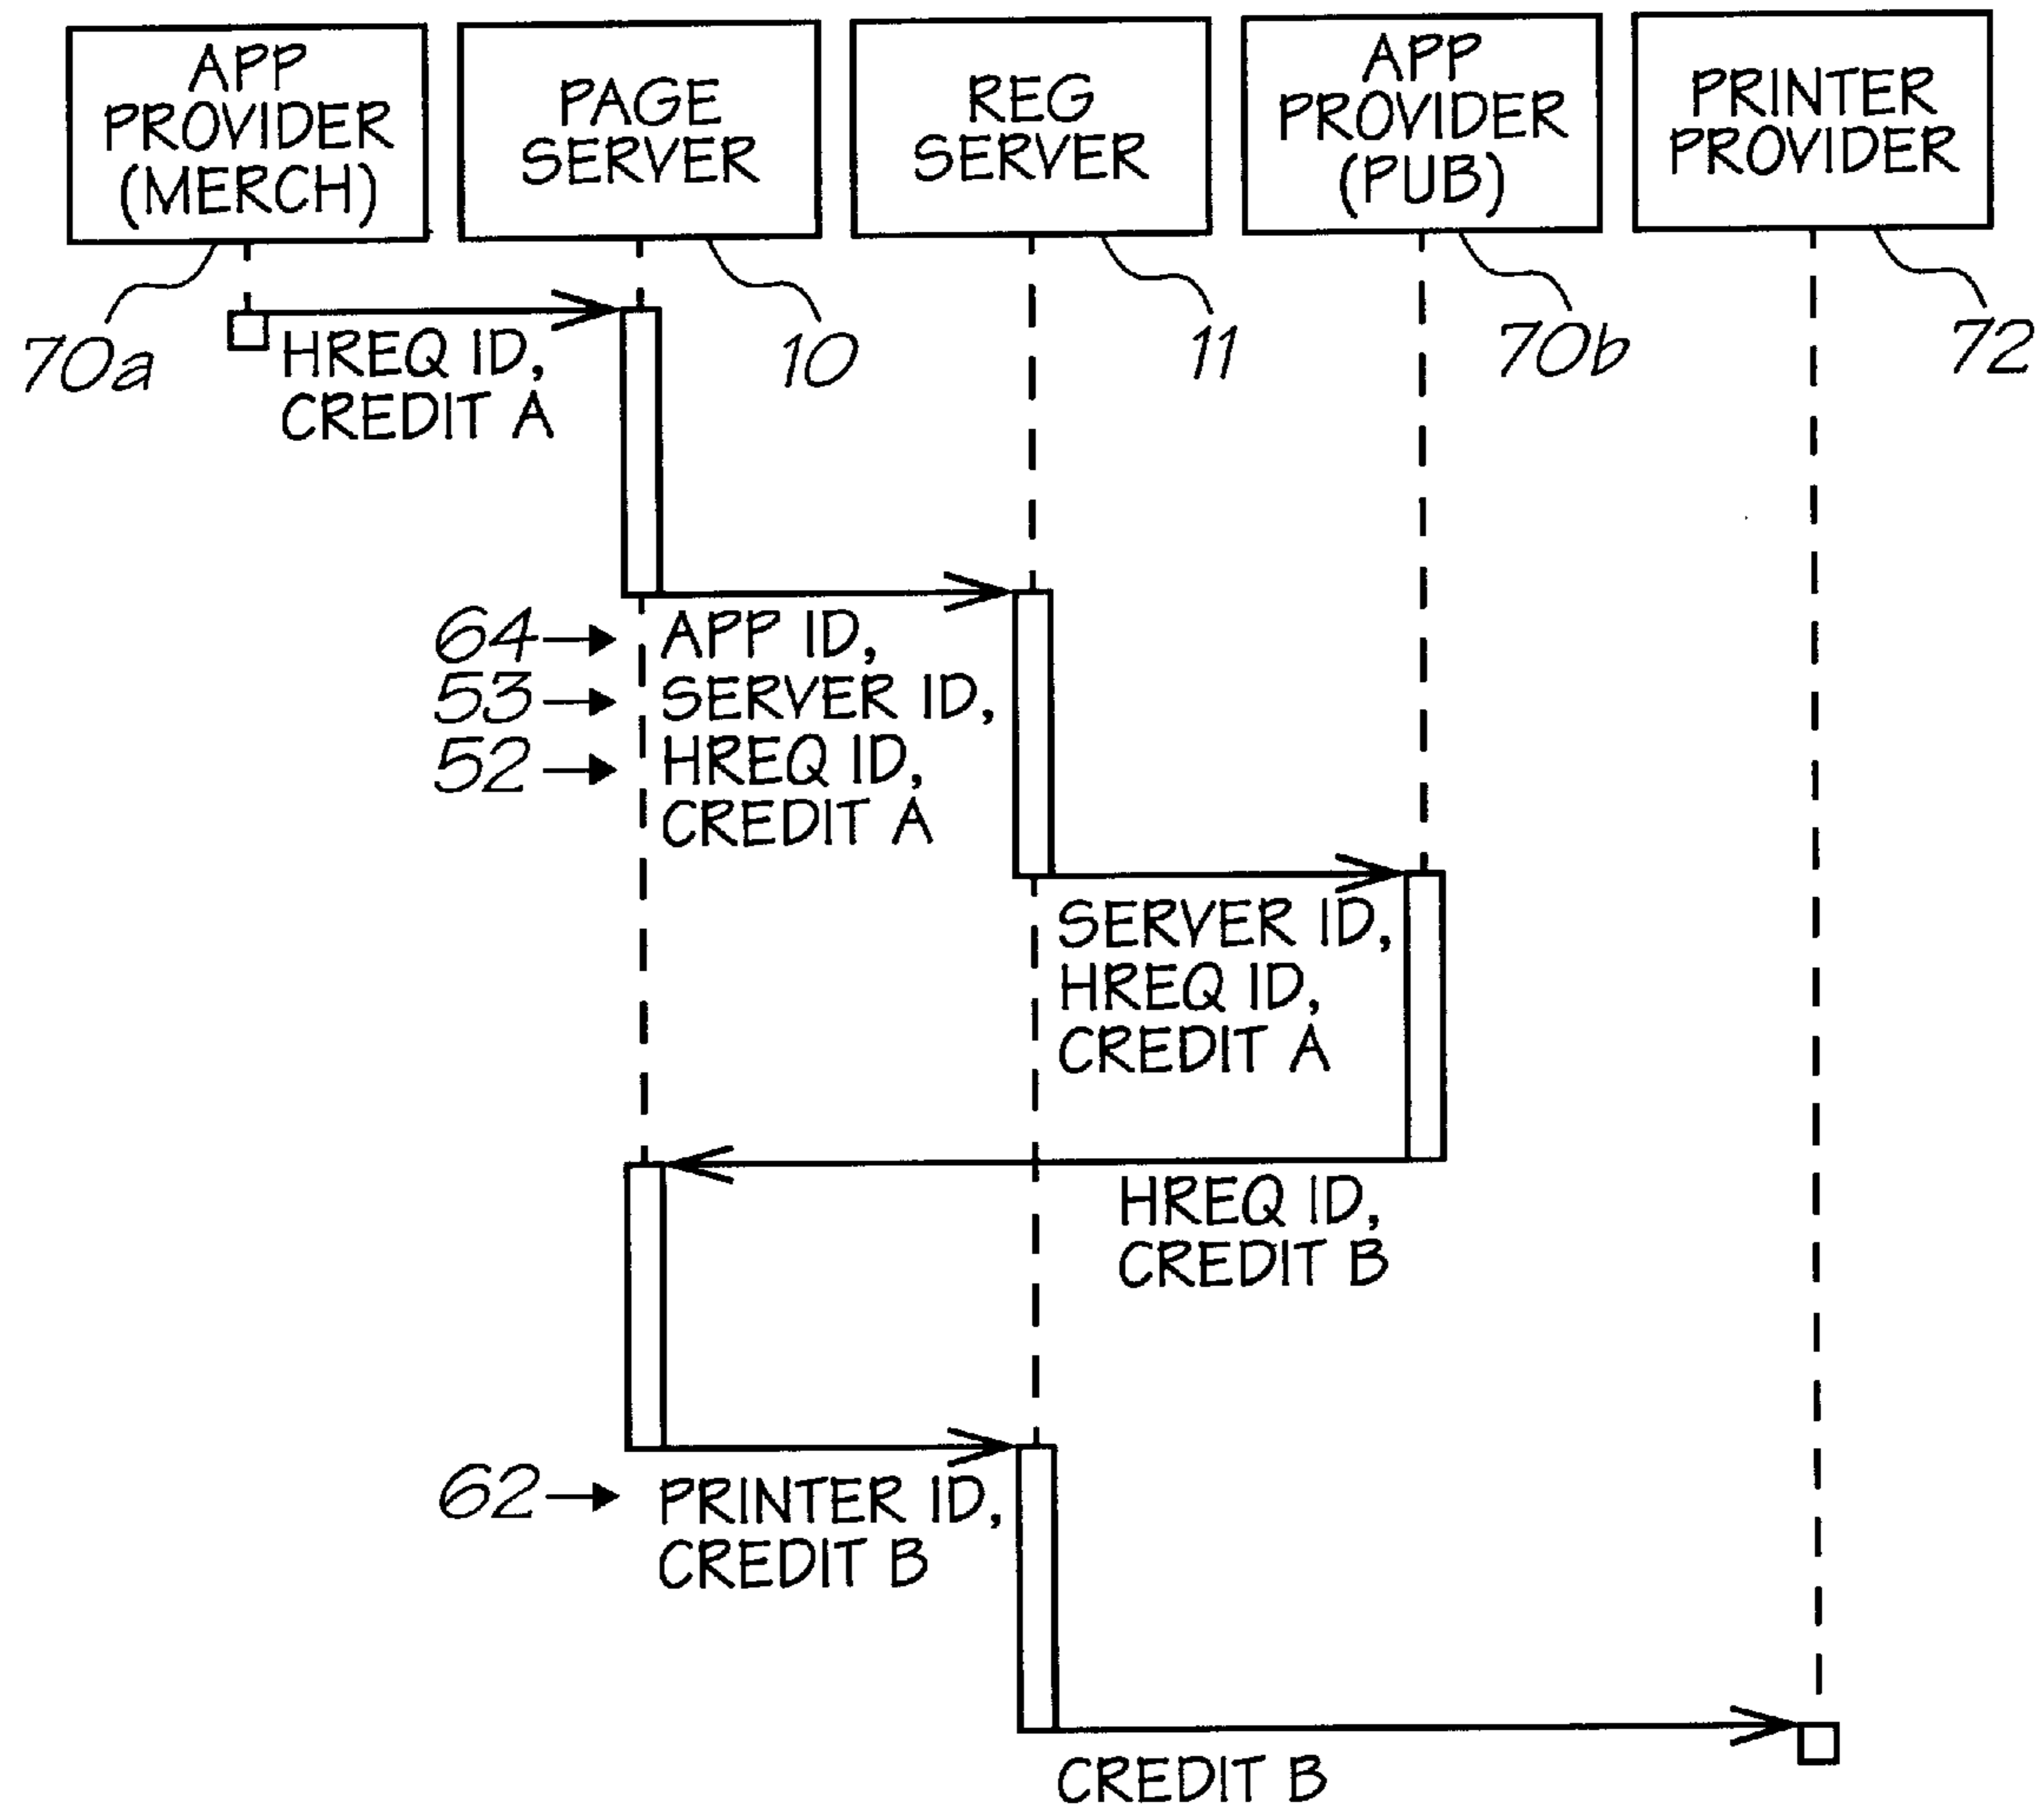 APP
PROVIDER
(MERCH)
PAGE
SERVER
REG
SERVER
APP
PROVIDER
(PUB)
PRINTER
PROVIDER
70a
10
11
70b
72
HREQ ID,
CREDIT A
64
APP ID,
53
SERVER ID,
52
HREQ ID,
CREDIT A
SERVER ID,
HREQ ID,
CREDIT A
HREQ ID,
CREDIT B
62
PRINTER ID,
CREDIT B
CREDIT B